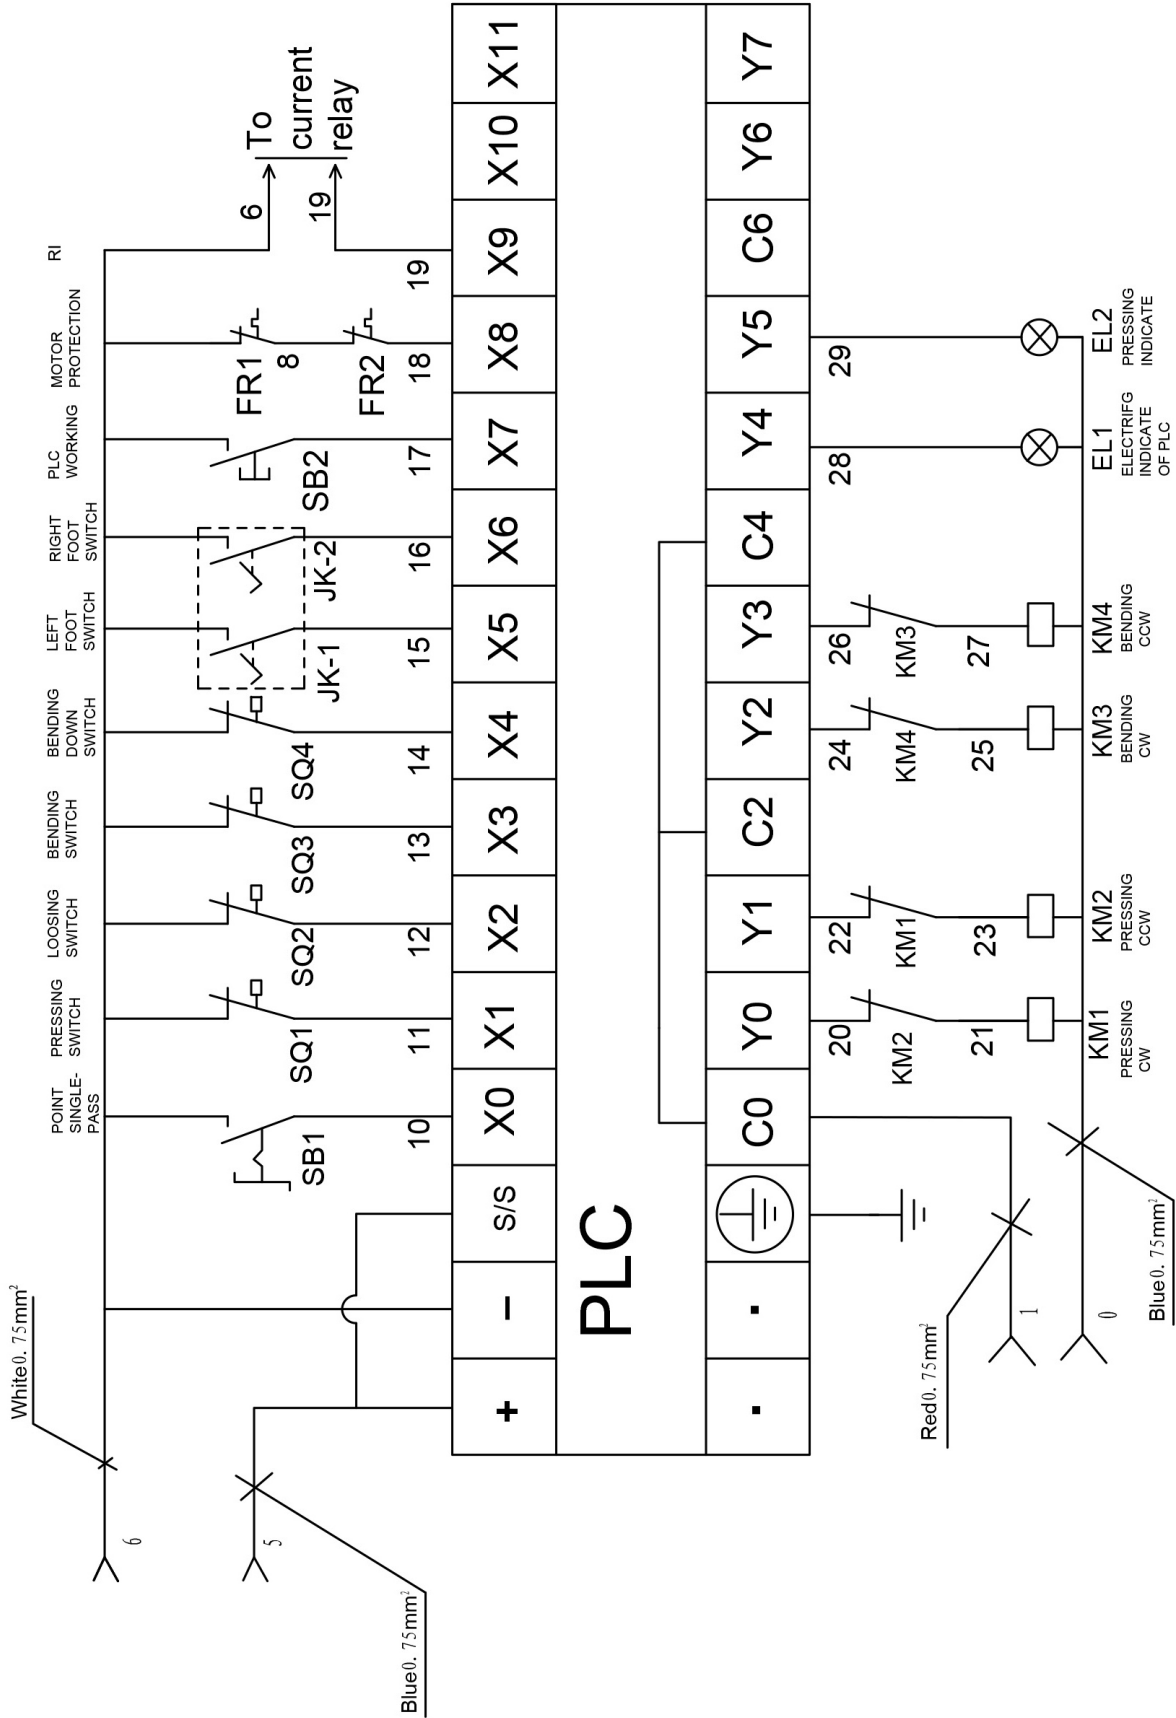 White0.75mm²
POINT
SINGLE-
PASS
PRESSING
SWITCH
LOOSING
SWITCH
BENDING
SWITCH
BENDING
DOWN
SWITCH
LEFT
FOOT
SWITCH
RIGHT
FOOT
SWITCH
PLC
WORKING
MOTOR
PROTECTION
RI
6
5
Blue0.75mm²
SB1
SQ1
SQ2
SQ3
SQ4
JK-1
JK-2
SB2
FR1
8
FR2
6
19
To
current
relay
10
11
12
13
14
15
16
17
18
19
+
–
S/S
X0
X1
X2
X3
X4
X5
X6
X7
X8
X9
X10
X11
PLC
·
·
C0
Y0
Y1
C2
Y2
Y3
C4
Y4
Y5
C6
Y6
Y7
20
22
24
26
28
29
KM2
KM1
KM4
KM3
21
23
25
27
Red0.75mm²
1
0
Blue0.75mm²
KM1
PRESSING
CW
KM2
PRESSING
CCW
KM3
BENDING
CW
KM4
BENDING
CCW
EL1
ELECTRIFG
INDICATE
OF PLC
EL2
PRESSING
INDICATE